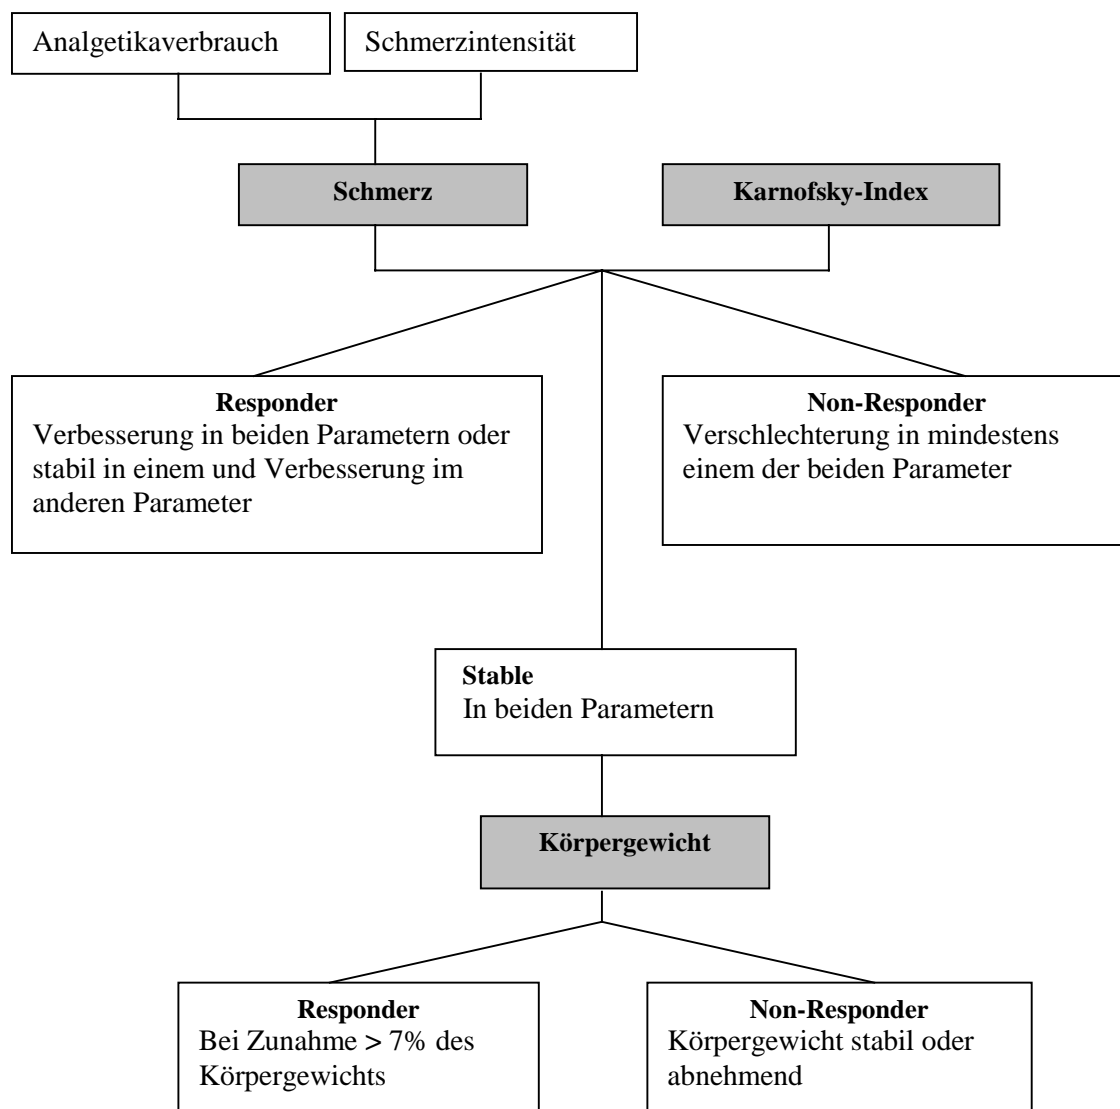 Analgetikaverbrauch
Schmerzintensität
Schmerz
Karnofsky-Index
Responder
Verbesserung in beiden Parametern oder
stabil in einem und Verbesserung im
anderen Parameter
Non-Responder
Verschlechterung in mindestens
einem der beiden Parameter
Stable
In beiden Parametern
Körpergewicht
Responder
Bei Zunahme > 7% des
Körpergewichts
Non-Responder
Körpergewicht stabil oder
abnehmend